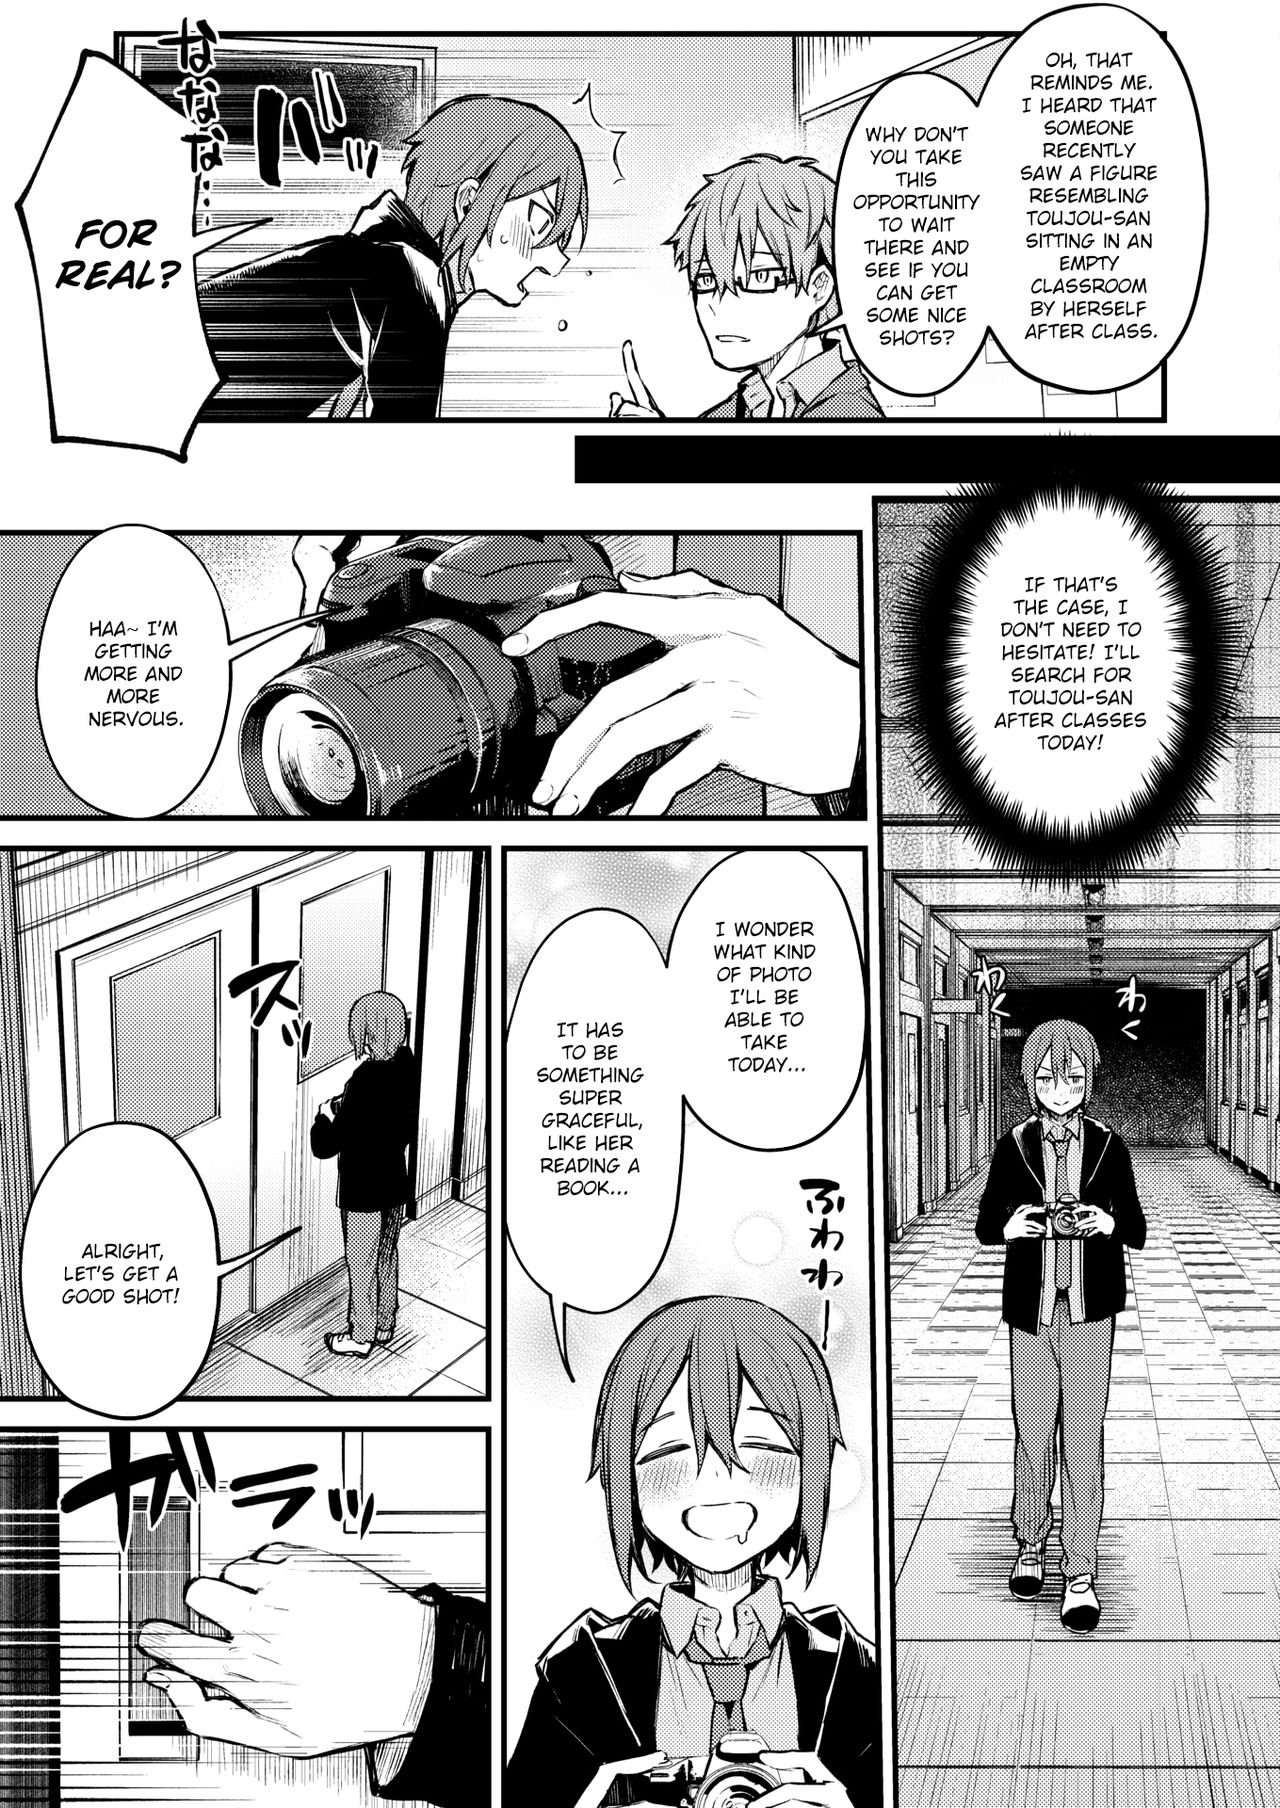 OH, THAT
REMINDS ME.
I HEARD THAT
SOMEONE
RECENTLY
SAW A FIGURE
RESEMBLING
TOUJOU-SAN
SITTING IN AN
EMPTY
CLASSROOM
BY HERSELF
AFTER CLASS.
WHY DON'T
YOU TAKE
THIS
OPPORTUNITY
TO WAIT
THERE AND
SEE IF YOU
CAN GET
SOME NICE
SHOTS?
ガバッ
なななな…
FOR
REAL?
IF THAT'S
THE CASE, I
DON'T NEED TO
HESITATE! I'LL
SEARCH FOR
TOUJOU-SAN
AFTER CLASSES
TODAY!
わく
わく
HAA~ I'M
GETTING
MORE AND
MORE
NERVOUS.
I WONDER
WHAT KIND
OF PHOTO
I'LL BE
ABLE TO
TAKE
TODAY...
IT HAS
TO BE
SOMETHING
SUPER
GRACEFUL,
LIKE HER
READING A
BOOK...
ふわわー
スッ
ALRIGHT,
LET'S GET A
GOOD SHOT!
ガラッ